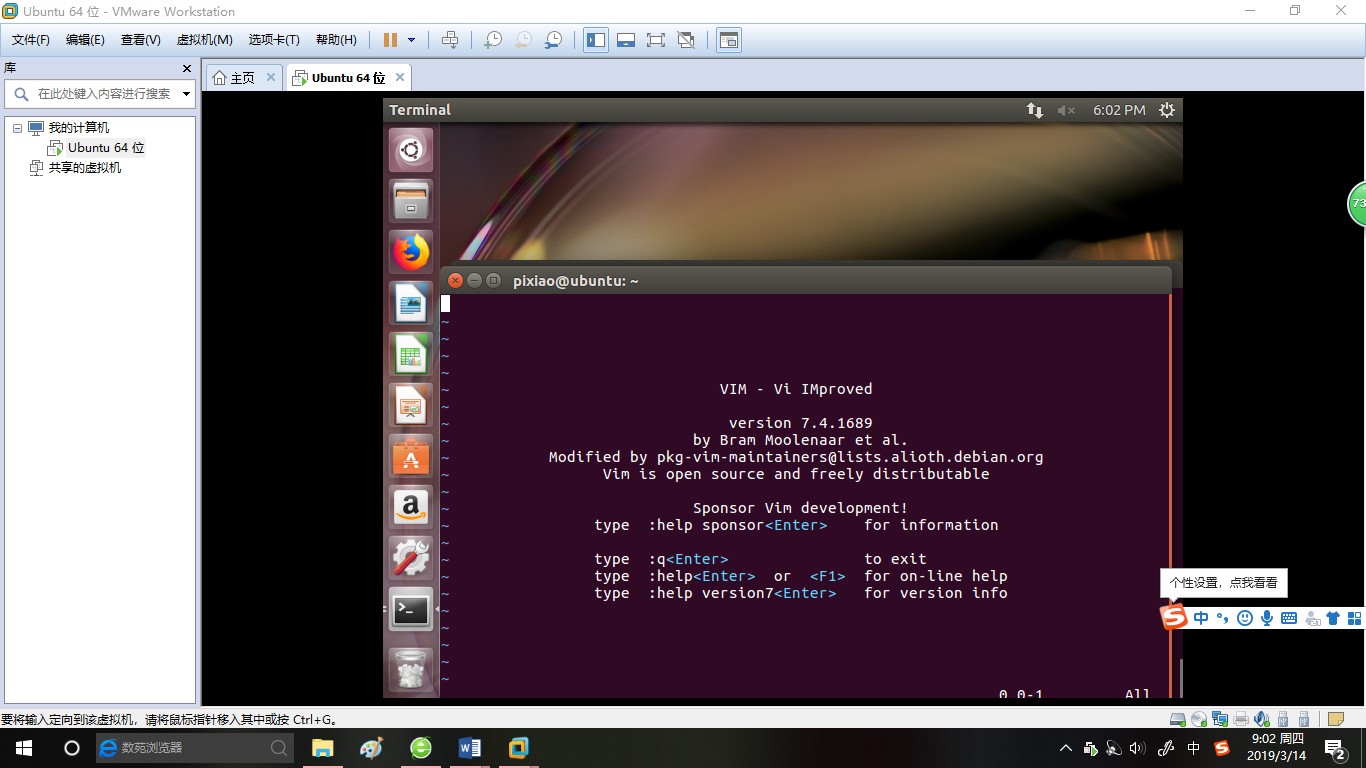 Ubuntu 64 位 - VMware Workstation
文件(F) 编辑(E) 查看(V) 虚拟机(M) 选项卡(T) 帮助(H)
库
主页
Ubuntu 64 位
在此处键入内容进行搜索
我的计算机
Ubuntu 64 位
共享的虚拟机
Terminal
6:02 PM
73
pixiao@ubuntu: ~
~
~
~
~
~
VIM - Vi IMproved
~
~ version 7.4.1689
~ by Bram Moolenaar et al.
~ Modified by pkg-vim-maintainers@lists.alioth.debian.org
~ Vim is open source and freely distributable
~
~ Sponsor Vim development!
~ type :help sponsor<Enter> for information
~
~ type :q<Enter> to exit
~ type :help<Enter> or <F1> for on-line help
~ type :help version7<Enter> for version info
~
~
~
~
~
0,0-1 All
个性设置，点我看看
S 中
要将输入定向到该虚拟机，请将鼠标指针移入其中或按 Ctrl+G。
数苑浏览器
中
S
9:02 周四
2019/3/14
2